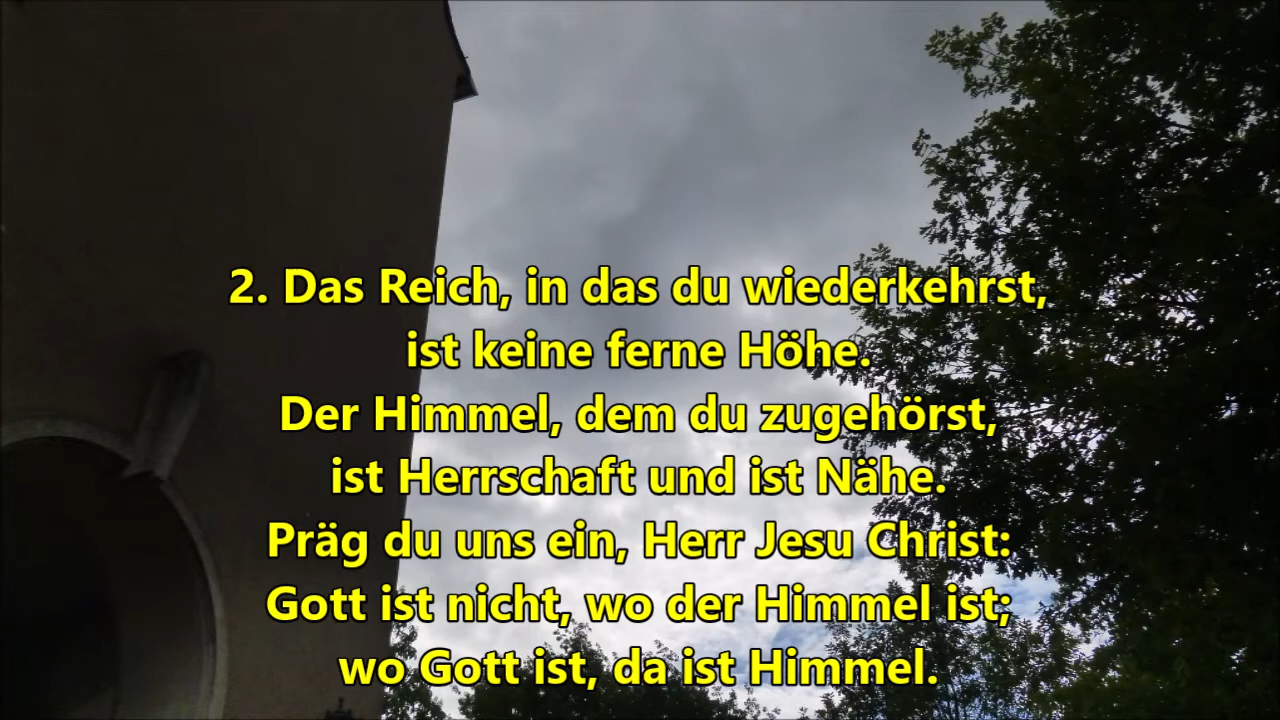 2. Das Reich, in das du wiederkehrst,
ist keine ferne Höhe.
Der Himmel, dem du zugehörst,
ist Herrschaft und ist Nähe.
Präg du uns ein, Herr Jesu Christ:
Gott ist nicht, wo der Himmel ist;
wo Gott ist, da ist Himmel.